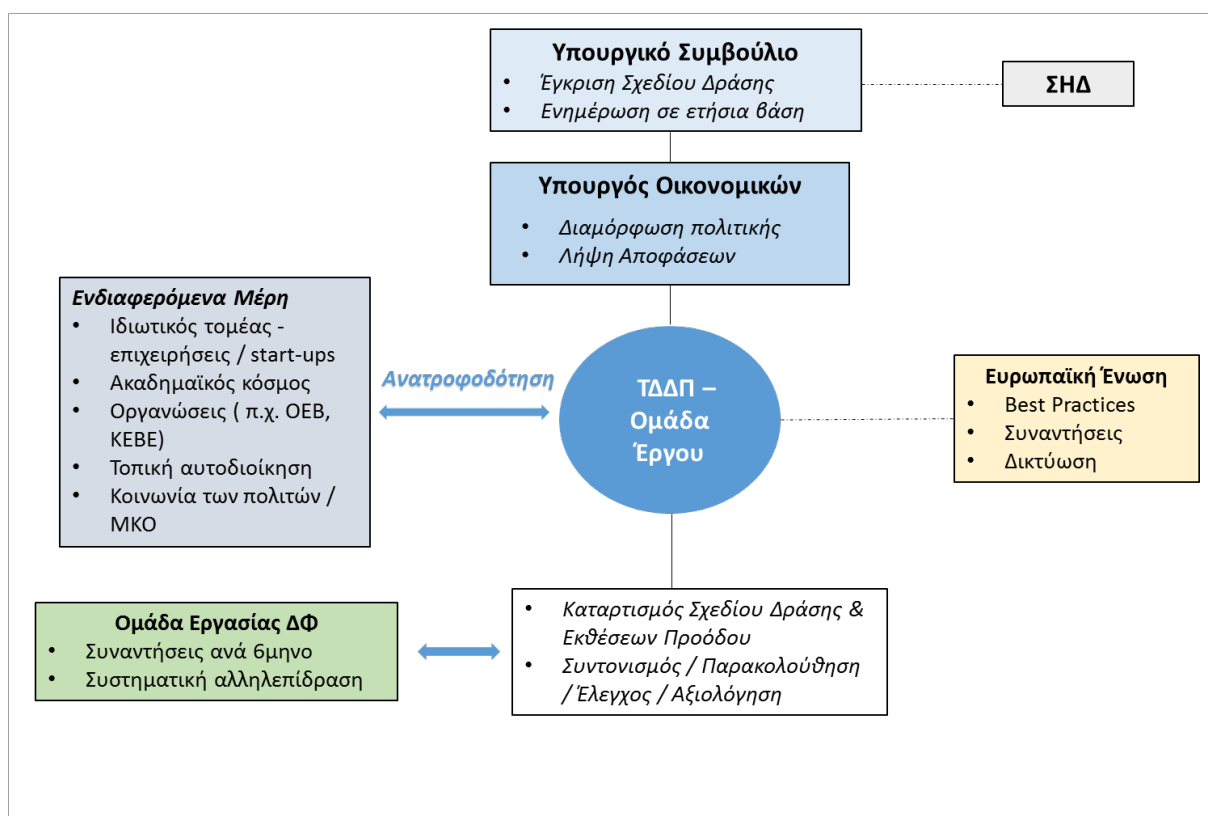 Υπουργικό Συμβούλιο
• Έγκριση Σχεδίου Δράσης
• Ενημέρωση σε ετήσια βάση
ΣΗΔ
Υπουργός Οικονομικών
• Διαμόρφωση πολιτικής
• Λήψη Αποφάσεων
Ενδιαφερόμενα Μέρη
• Ιδιωτικός τομέας -
επιχειρήσεις / start-ups
• Ακαδημαϊκός κόσμος
• Οργανώσεις ( π.χ. ΟΕΒ,
ΚΕΒΕ)
• Τοπική αυτοδιοίκηση
• Κοινωνία των πολιτών /
ΜΚΟ
Ανατροφοδότηση
ΤΔΔΠ –
Ομάδα
Έργου
Ευρωπαϊκή Ένωση
• Best Practices
• Συναντήσεις
• Δικτύωση
Ομάδα Εργασίας ΔΦ
• Συναντήσεις ανά 6μηνο
• Συστηματική αλληλεπίδραση
• Καταρτισμός Σχεδίου Δράσης &
Εκθέσεων Προόδου
• Συντονισμός / Παρακολούθηση
/ Έλεγχος / Αξιολόγηση